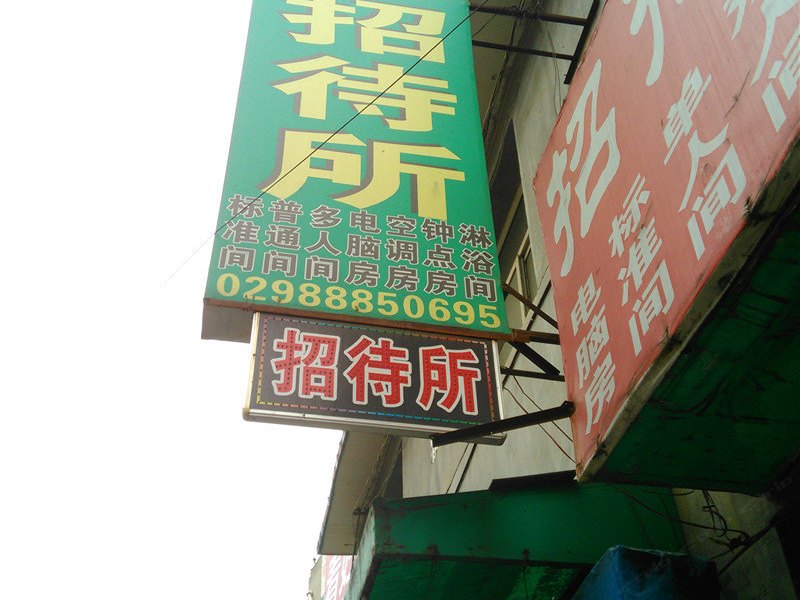 招待所
标准间
普通间
多人间
电脑房
空调房
钟点房
淋浴间
02988850695
招待所
招
电脑房
标准间
单人间